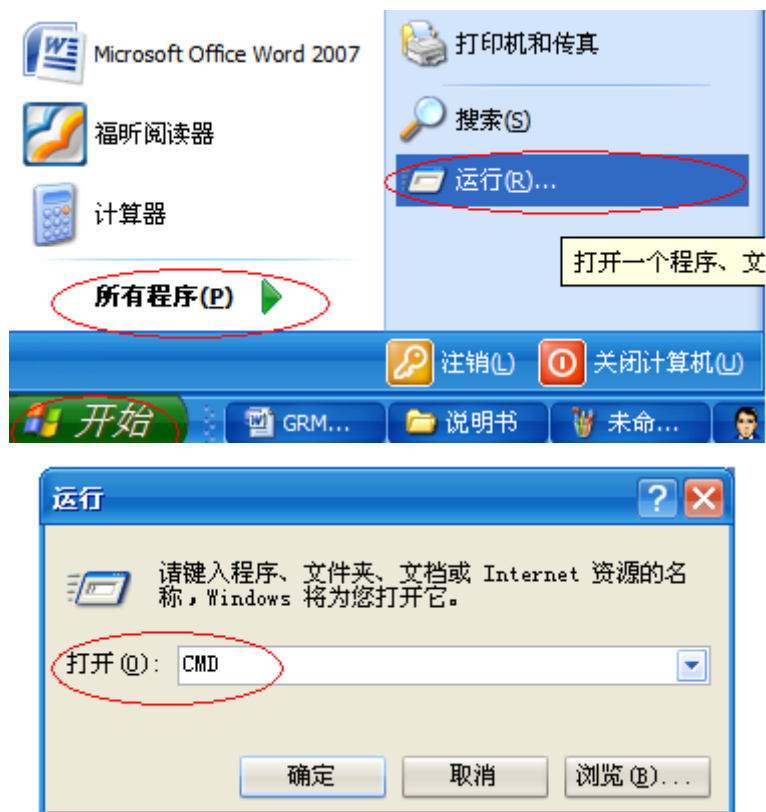 Microsoft Office Word 2007
福昕阅读器
计算器
所有程序(P)
打印机和传真
搜索(S)
运行(R)...
打开一个程序、文
注销(L)
关闭计算机(U)
开始
GRM...
说明书
未命...
运行
请键入程序、文件夹、文档或 Internet 资源的名
称，Windows 将为您打开它。
打开(O):
CMD
确定
取消
浏览(B)...